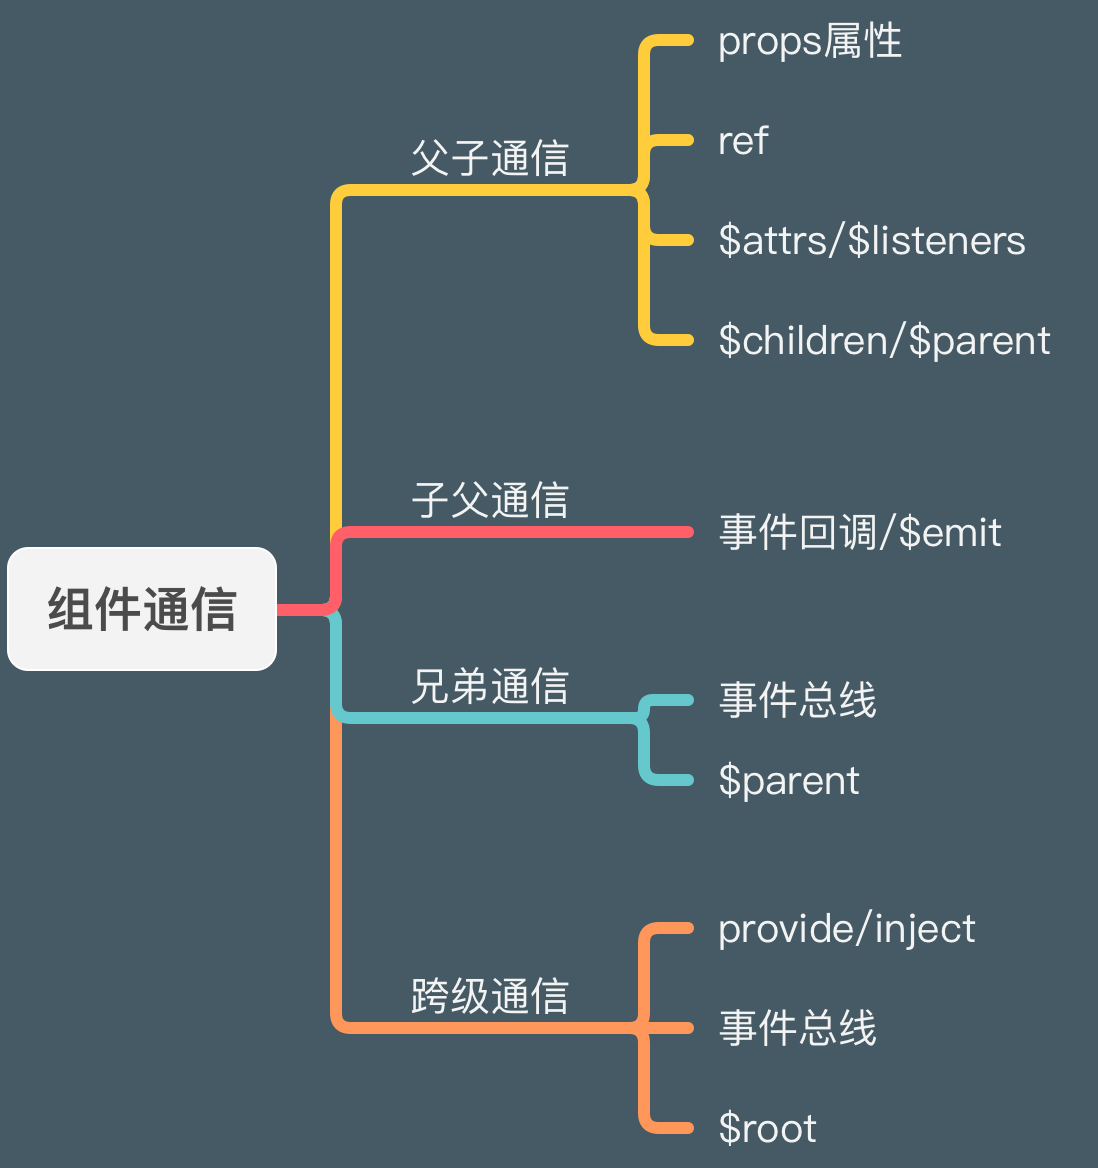 组件通信
父子通信
props属性
ref
$attrs/$listeners
$children/$parent
子父通信
事件回调/$emit
兄弟通信
事件总线
$parent
跨级通信
provide/inject
事件总线
$root